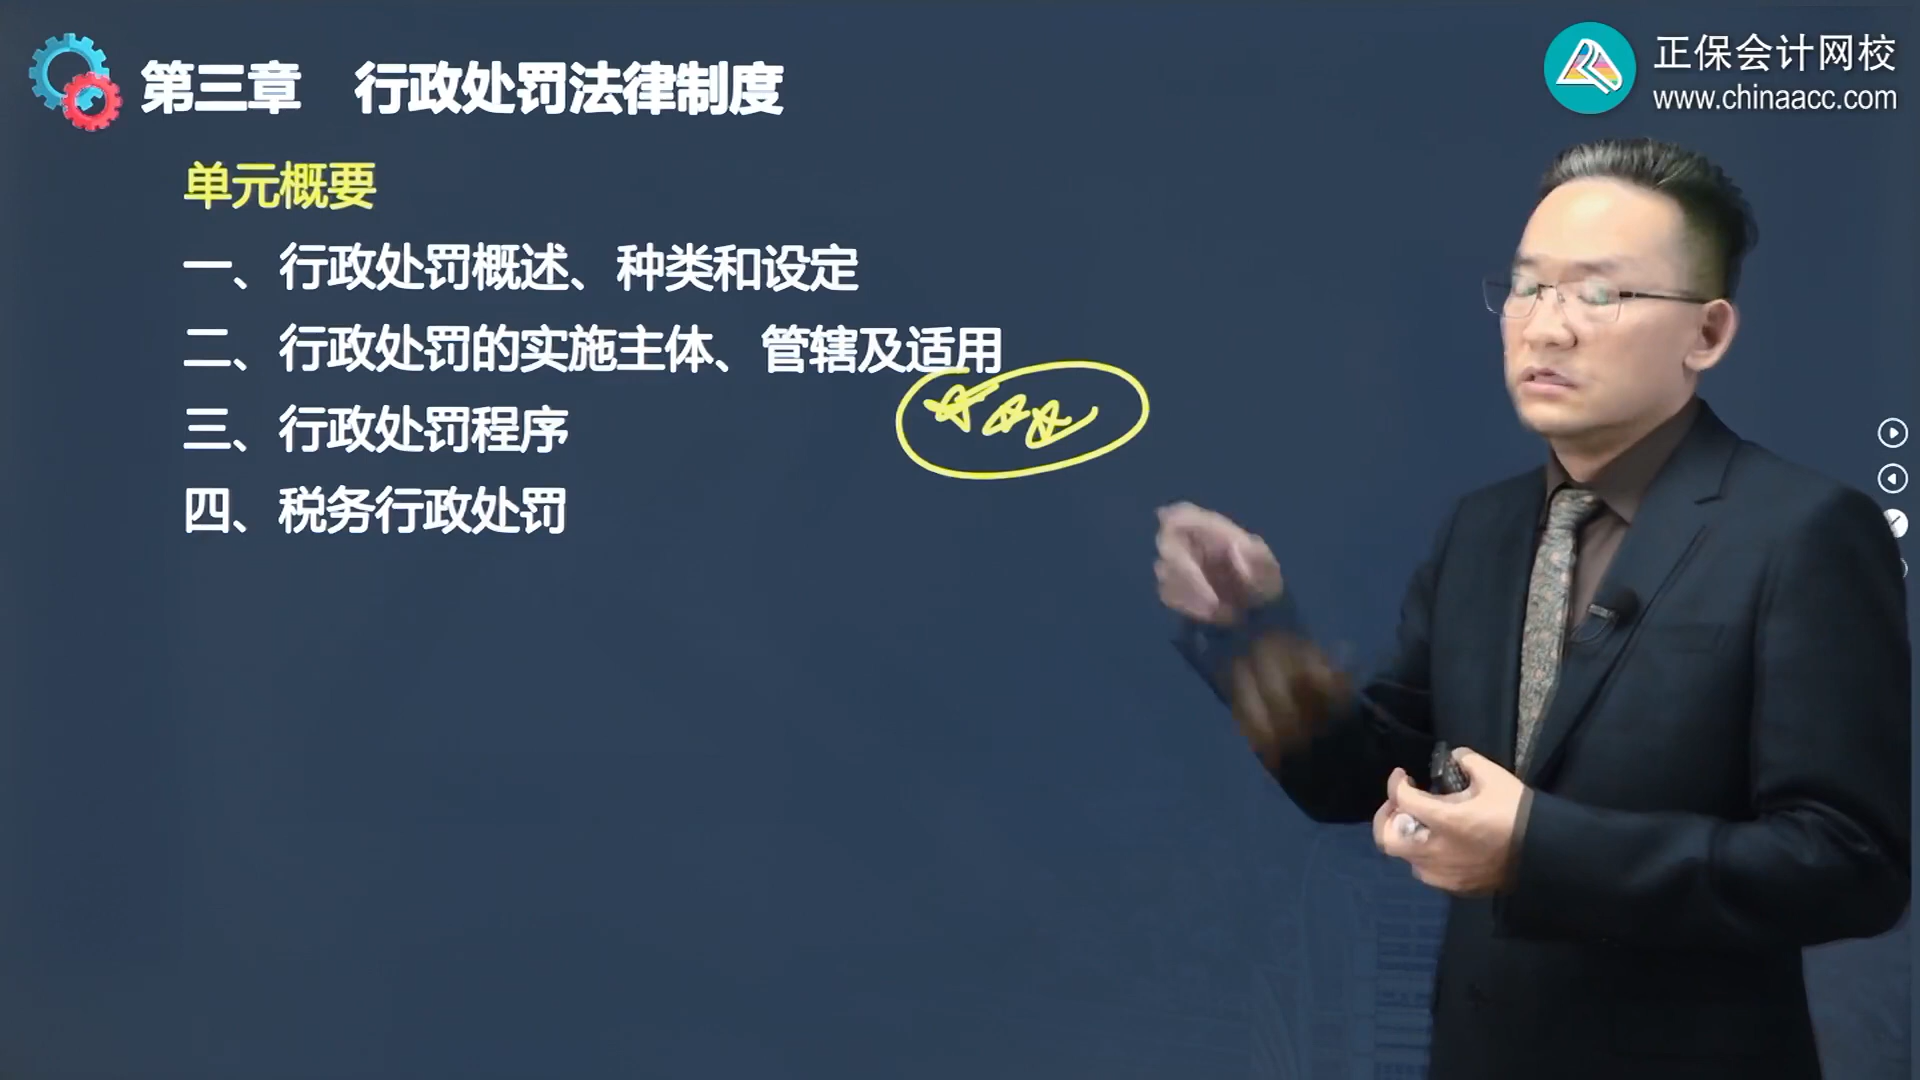 第三章 行政处罚法律制度
正保会计网校
www.chinaacc.com
单元概要
一、行政处罚概述、种类和设定
二、行政处罚的实施主体、管辖及适用
三、行政处罚程序
四、税务行政处罚